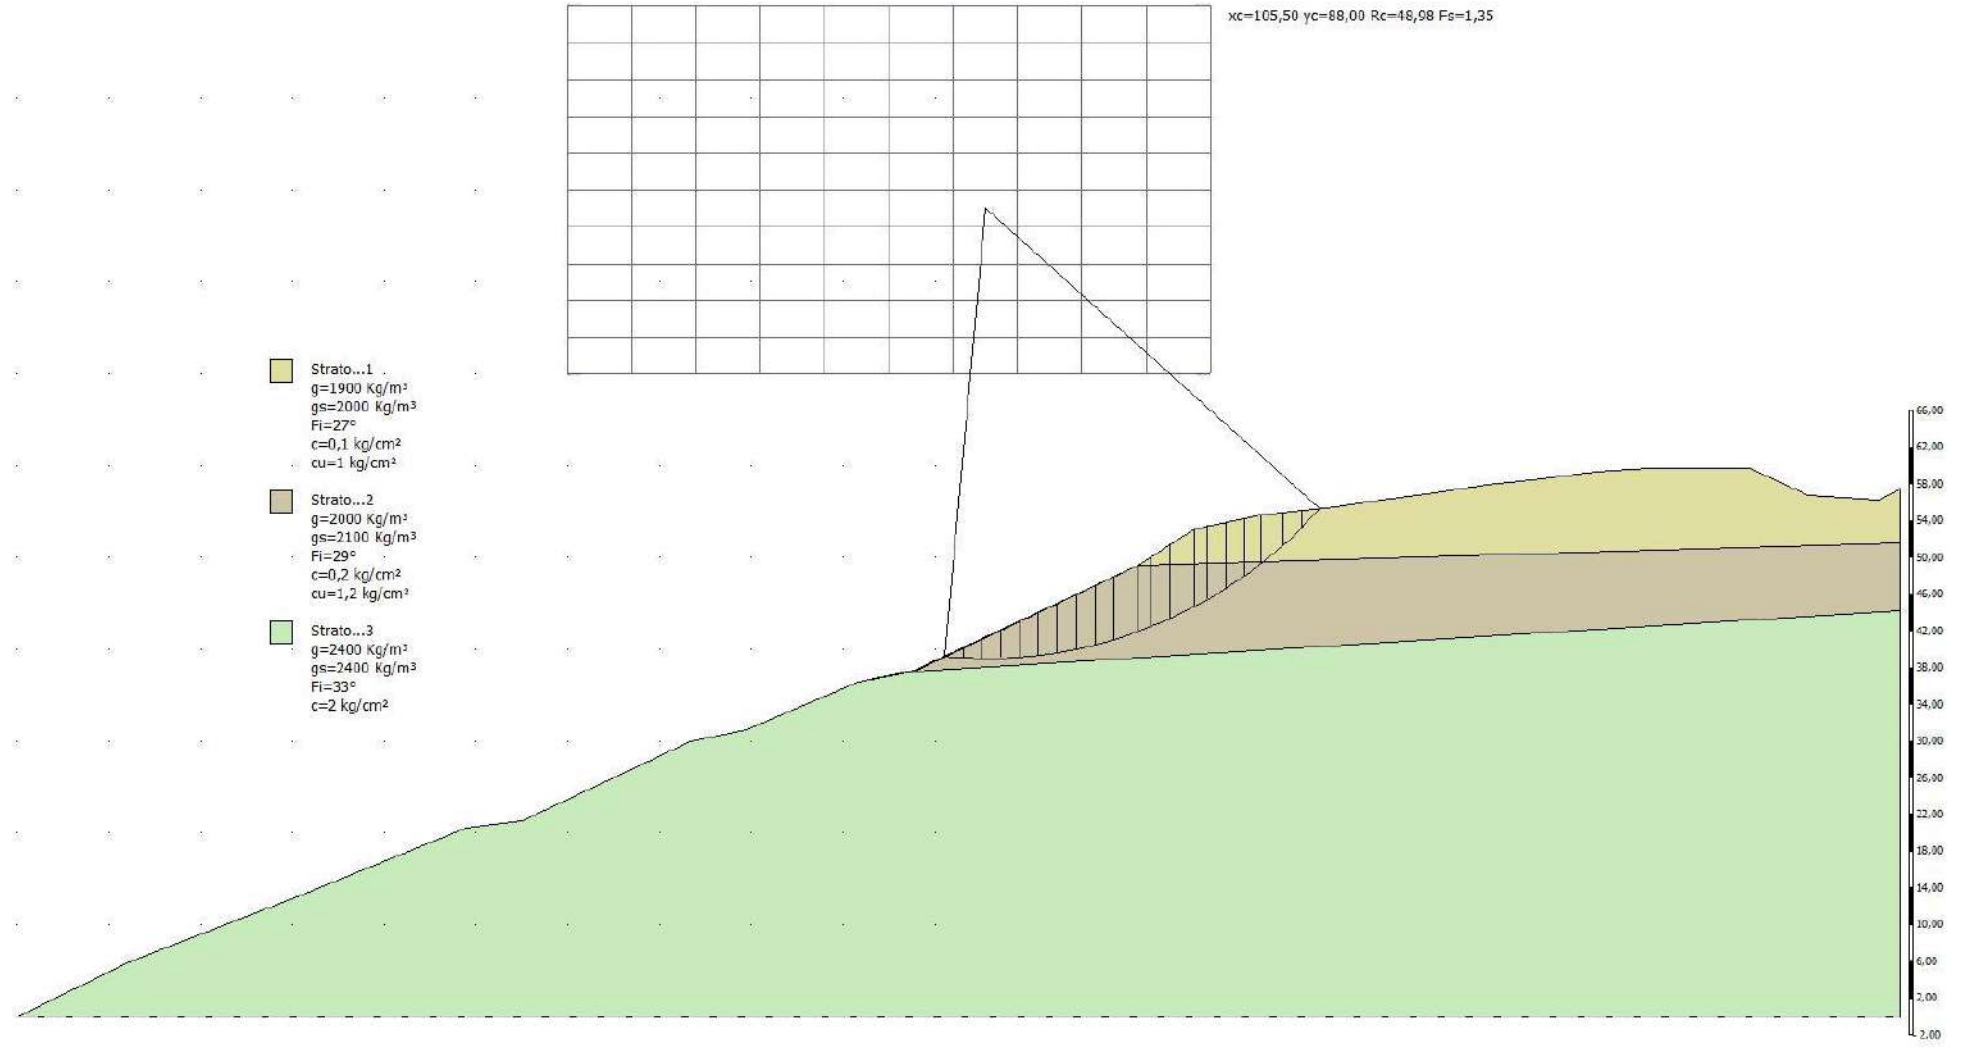 xc=105,50 yc=88,00 Rc=48,98 Fs=1,35
Strato...1
g=1900 Kg/m³
gs=2000 Kg/m³
Fi=27°
c=0,1 kg/cm²
cu=1 kg/cm²
Strato...2
g=2000 Kg/m³
gs=2100 Kg/m³
Fi=29°
c=0,2 kg/cm²
cu=1,2 kg/cm²
Strato...3
g=2400 Kg/m³
gs=2400 Kg/m³
Fi=33°
c=2 kg/cm²
66,00
62,00
58,00
54,00
50,00
46,00
42,00
38,00
34,00
30,00
26,00
22,00
18,00
14,00
10,00
6,00
2,00
-2,00